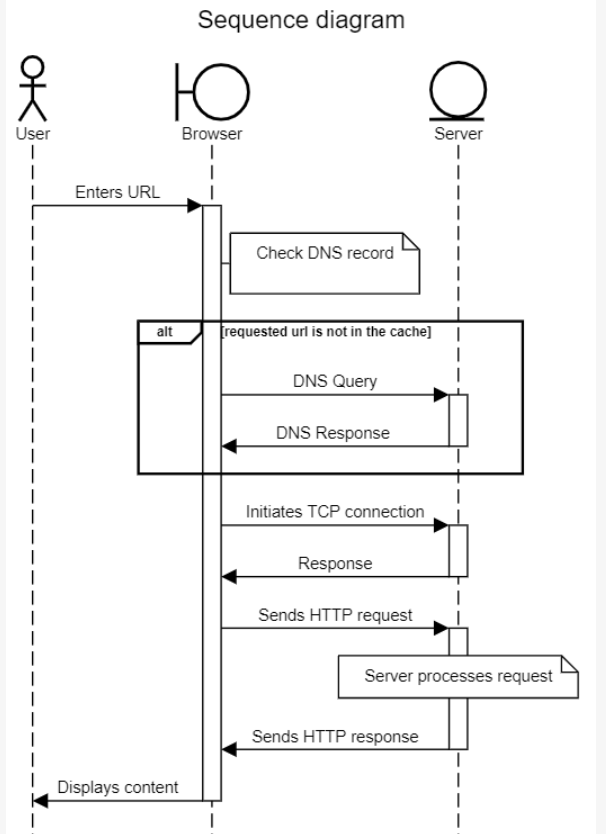 Sequence diagram
User
Browser
Server
Enters URL
Check DNS record
alt
[requested url is not in the cache]
DNS Query
DNS Response
Initiates TCP connection
Response
Sends HTTP request
Server processes request
Sends HTTP response
Displays content